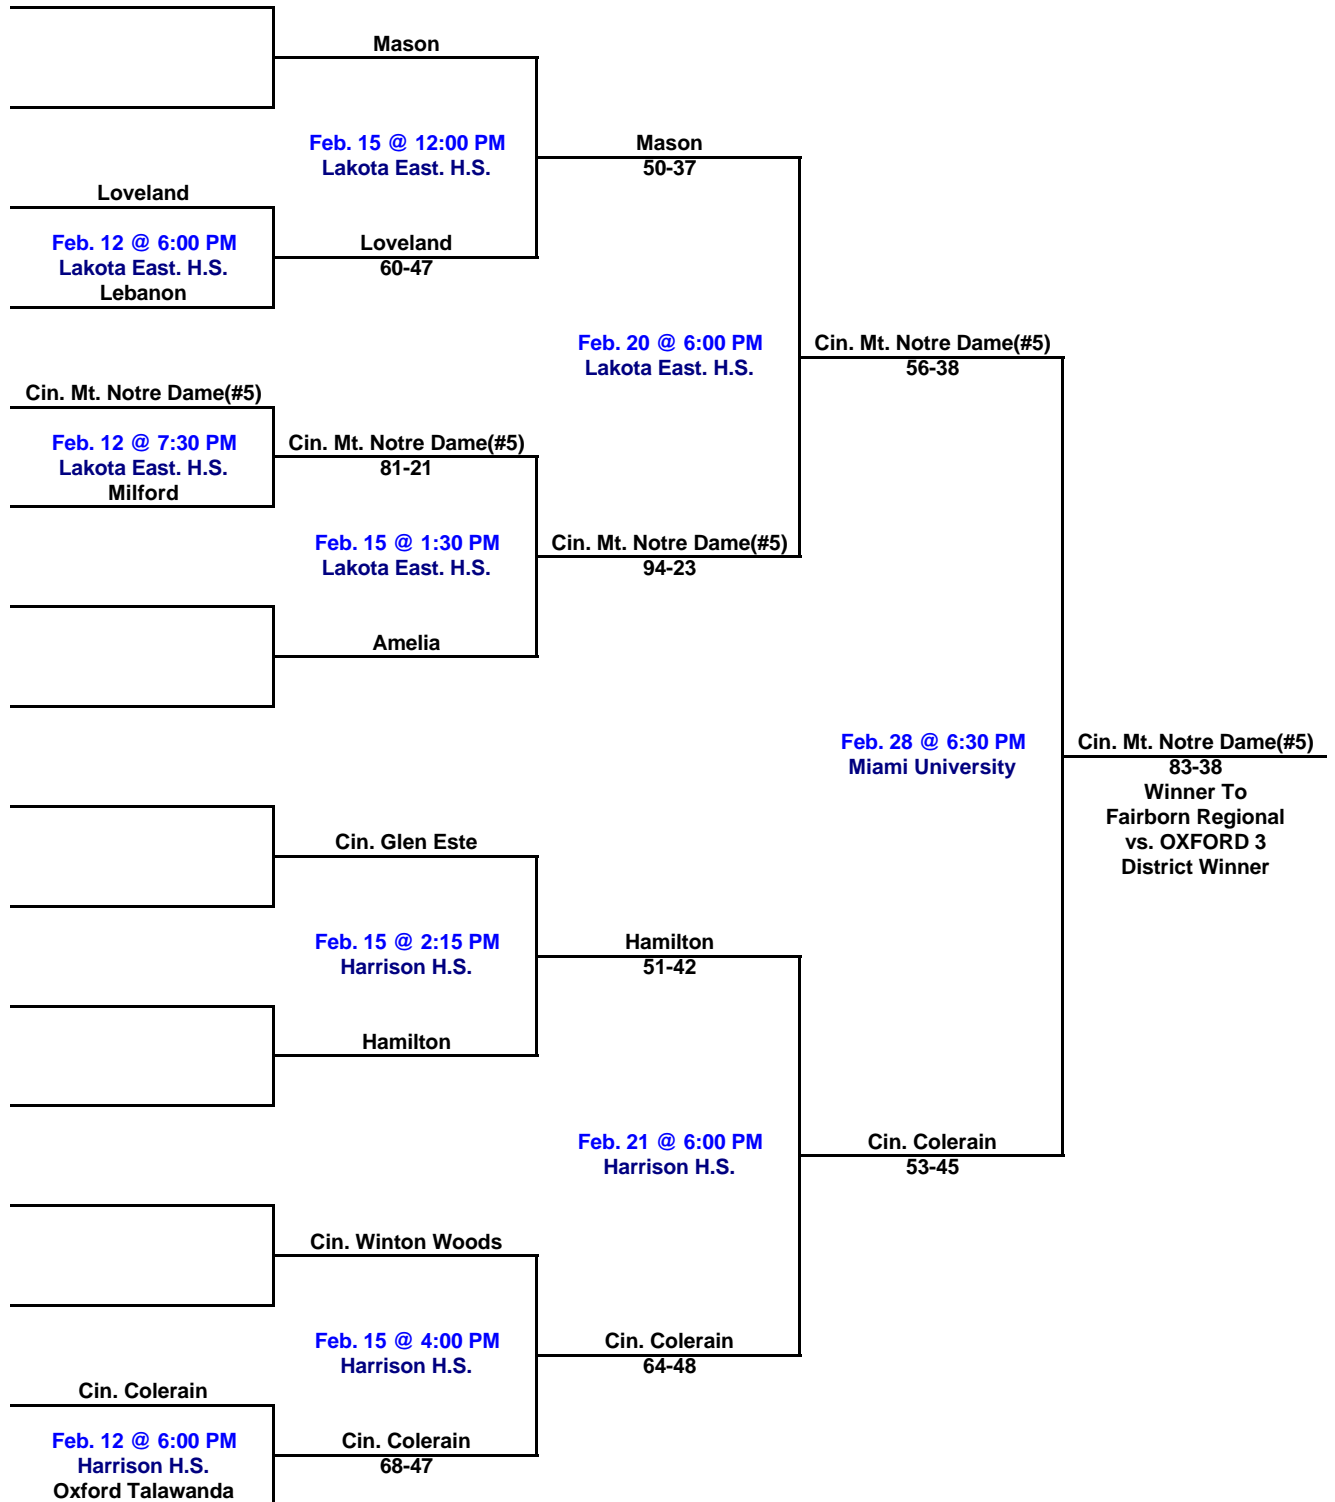 Mason
Feb. 15 @ 12:00 PM
Lakota East. H.S.
Mason
50-37
Loveland
Feb. 12 @ 6:00 PM
Lakota East. H.S.
Lebanon
Loveland
60-47
Feb. 20 @ 6:00 PM
Lakota East. H.S.
Cin. Mt. Notre Dame(#5)
56-38
Cin. Mt. Notre Dame(#5)
Feb. 12 @ 7:30 PM
Lakota East. H.S.
Milford
Cin. Mt. Notre Dame(#5)
81-21
Feb. 15 @ 1:30 PM
Lakota East. H.S.
Cin. Mt. Notre Dame(#5)
94-23
Amelia
Feb. 28 @ 6:30 PM
Miami University
Cin. Mt. Notre Dame(#5)
83-38
Winner To
Fairborn Regional
vs. OXFORD 3
District Winner
Cin. Glen Este
Feb. 15 @ 2:15 PM
Harrison H.S.
Hamilton
51-42
Hamilton
Feb. 21 @ 6:00 PM
Harrison H.S.
Cin. Colerain
53-45
Cin. Winton Woods
Feb. 15 @ 4:00 PM
Harrison H.S.
Cin. Colerain
64-48
Cin. Colerain
Feb. 12 @ 6:00 PM
Harrison H.S.
Oxford Talawanda
Cin. Colerain
68-47